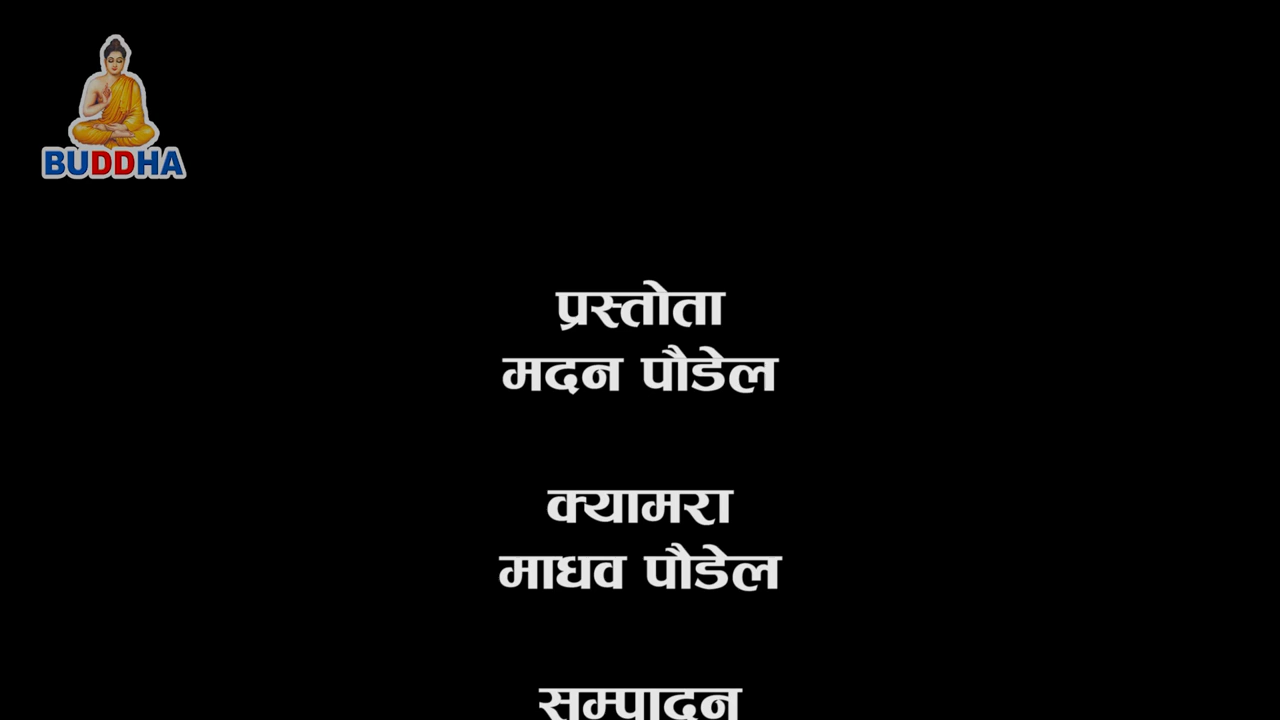 BUDDHA
प्रस्तोता
मदन पौडेल
क्यामरा
माधव पौडेल
सम्पादन